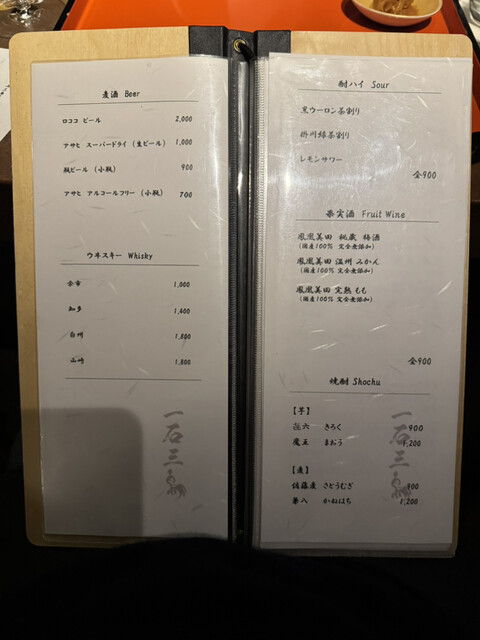 麦酒 Beer
ロココ ビール 2,000
アサヒ スーパードライ (生ビール) 1,000
瓶ビール (小瓶) 900
アサヒ アルコールフリー (小瓶) 700
ウヰスキー Whisky
余市 1,000
知多 1,400
白州 1,800
山崎 1,800
一石三鳥
酎ハイ Sour
黒ウーロン茶割り
掛川緑茶割り
レモンサワー
全900
果実酒 Fruit Wine
鳳凰美田 秘蔵 梅酒
(国産100% 完全無添加)
鳳凰美田 温州 みかん
(国産100% 完全無添加)
鳳凰美田 完熟 もも
(国産100% 完全無添加)
全900
焼酎 Shochu
【芋】
㐂六 きろく 900
魔王 まおう 1,200
【麦】
佐藤麦 さとうむぎ 900
兼八 かねはち 1,200
一石三鳥